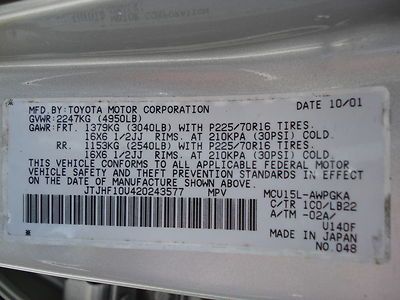 MFD.BY:TOYOTA MOTOR CORPORATION DATE 10/01
GVWR: 2247KG (4950LB)
GAWR: FRT. 1379KG (3040LB) WITH P225/70R16 TIRES.
16X6 1/2JJ RIMS. AT 210KPA (30PSI) COLD.
RR. 1153KG (2540LB) WITH P225/70R16 TIRES.
16X6 1/2JJ RIMS. AT 210KPA (30PSI) COLD.
THIS VEHICLE CONFORMS TO ALL APPLICABLE FEDERAL MOTOR
VEHICLE SAFETY AND BUMPER STANDARDS IN EFFECT
ON THE DATE OF MANUFACTURE SHOWN ABOVE.
JTJHF10U420243577 MPV MCU15L-AWPGKA
C/TR 1C0/LB22
A/TM -02A/
U140F
MADE IN JAPAN
NO.048